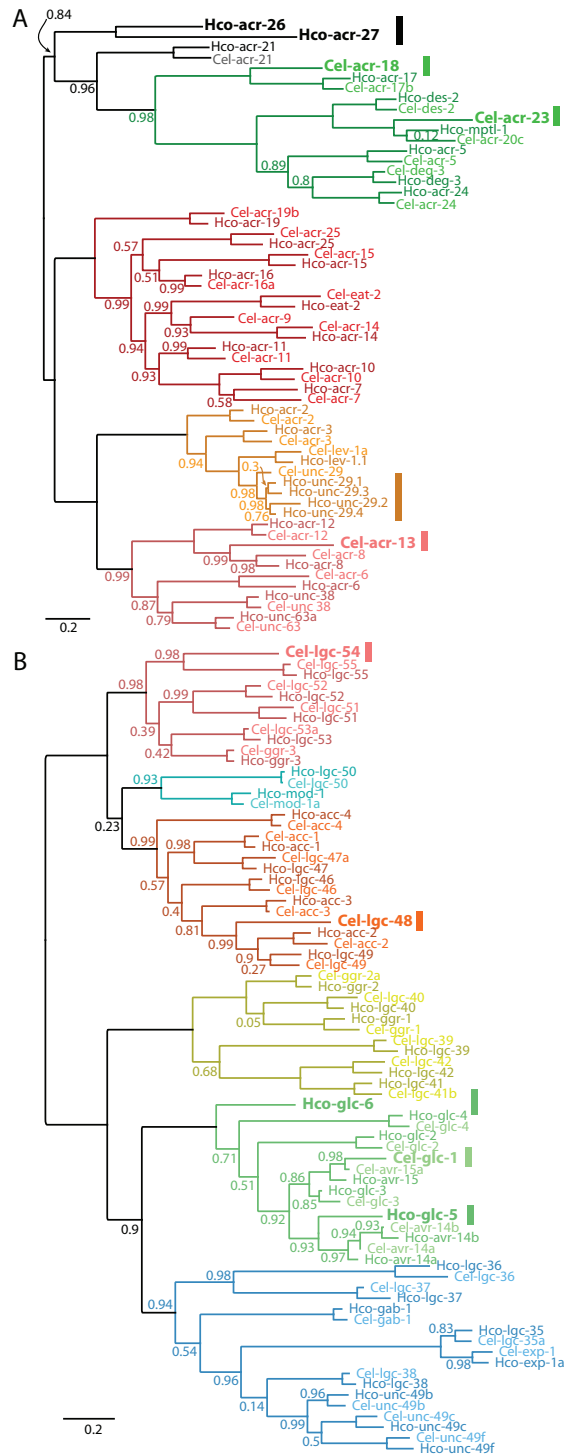 A
0.84
Hco-acr-26
Hco-acr-27
Hco-acr-21
Cel-acr-21
0.96
Cel-acr-18
Hco-acr-17
Cel-acr-17b
0.98
Hco-des-2
Cel-des-2
Cel-acr-23
Hco-mptl-1
0.12
Cel-acr-20c
Hco-acr-5
0.89
Cel-acr-5
Cel-deg-3
0.8
Hco-deg-3
Hco-acr-24
Cel-acr-24
Cel-acr-19b
Hco-acr-19
Cel-acr-25
0.57
Hco-acr-25
Cel-acr-15
0.51
Hco-acr-15
Hco-acr-16
0.99
Cel-acr-16a
0.99
Cel-eat-2
0.99
Hco-eat-2
Cel-acr-9
0.93
Cel-acr-14
Hco-acr-14
0.94
0.99
Hco-acr-11
Cel-acr-11
0.93
Hco-acr-10
Cel-acr-10
Hco-acr-7
0.58
Cel-acr-7
Hco-acr-2
Cel-acr-2
Hco-acr-3
Cel-acr-3
0.94
Cel-lev-1a
Hco-lev-1.1
0.3
Cel-unc-29
0.98
Hco-unc-29.1
Hco-unc-29.3
0.98
Hco-unc-29.2
0.76
Hco-unc-29.4
Hco-acr-12
Cel-acr-12
Cel-acr-13
0.99
Cel-acr-8
0.98
Hco-acr-8
0.99
Cel-acr-6
Hco-acr-6
0.87
Hco-unc-38
Cel-unc 38
0.79
Hco-unc-63a
Cel-unc-63
0.2
B
Cel-lgc-54
0.98
Cel-lgc-55
Hco-lgc-55
0.98
Cel-lgc-52
0.99
Hco-lgc-52
Cel-lgc-51
Hco-lgc-51
0.39
Cel-lgc-53a
Hco-lgc-53
0.42
Cel-ggr-3
Hco-ggr-3
0.93
Hco-lgc-50
Cel-lgc-50
Hco-mod-1
Cel-mod-1a
0.23
Hco-acc-4
Cel-acc-4
0.99
Cel-acc-1
0.98
Hco-acc-1
Cel-lgc-47a
Hco-lgc-47
0.57
Hco-lgc-46
Cel-lgc-46
0.4
Hco-acc-3
Cel-acc-3
0.81
Cel-lgc-48
Hco-acc-2
0.99
Cel-acc-2
0.9
Hco-lgc-49
0.27
Cel-lgc-49
Cel-ggr-2a
Hco-ggr-2
Cel-lgc-40
Hco-lgc-40
0.05
Hco-ggr-1
Cel-ggr-1
Cel-lgc-39
Hco-lgc-39
0.68
Cel-lgc-42
Hco-lgc-42
Hco-lgc-41
Cel-lgc-41b
Hco-glc-6
Hco-glc-4
Cel-glc-4
0.71
Hco-glc-2
Cel-glc-2
0.98
Cel-glc-1
0.51
0.86
Cel-avr-15a
Hco-avr-15
Hco-glc-3
0.85
Cel-glc-3
0.92
Hco-glc-5
0.93
Cel-avr-14b
0.94
Hco-avr-14b
0.93
Cel-avr-14a
0.97
Hco-avr-14a
0.9
Hco-lgc-36
0.98
Cel-lgc-36
Cel-lgc-37
Hco-lgc-37
0.94
Hco-gab-1
Cel-gab-1
0.83
Hco-lgc-35
Cel-lgc-35a
0.54
Cel-exp-1
0.98
Hco-exp-1a
0.96
Cel-lgc-38
Hco-lgc-38
0.14
0.96
Hco-unc-49b
Cel-unc-49b
0.99
Cel-unc-49c
Hco-unc-49c
0.5
Cel-unc-49f
Hco-unc-49f
0.2